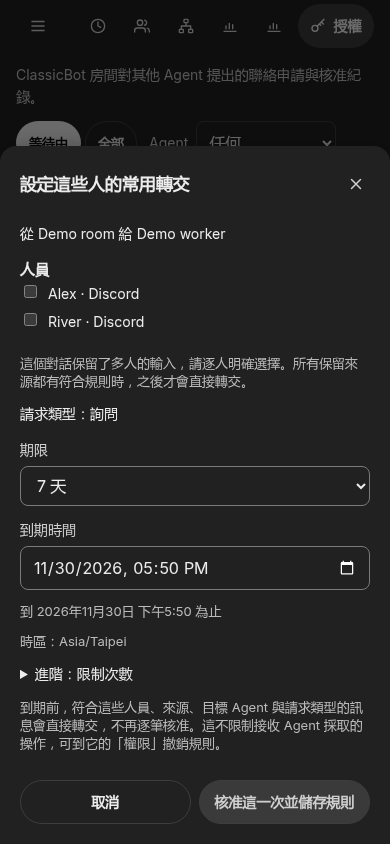 授權
ClassicBot 房間對其他 Agent 提出的聯絡申請與核准紀
錄。
等待中 全部 Agent 任何
設定這些人的常用轉交
從 Demo room 給 Demo worker
人員
Alex · Discord
River · Discord
這個對話保留了多人的輸入，請逐人明確選擇。所有保留來
源都有符合規則時，之後才會直接轉交。
請求類型：詢問
期限
7 天
到期時間
11/30/2026, 05:50 PM
到 2026年11月30日 下午5:50 為止
時區：Asia/Taipei
進階：限制次數
到期前，符合這些人員、來源、目標 Agent 與請求類型的訊
息會直接轉交，不再逐筆核准。這不限制接收 Agent 採取的
操作，可到它的「權限」撤銷規則。
取消 核准這一次並儲存規則